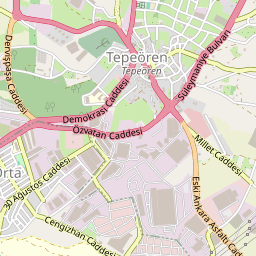 Dervişpaşa Caddesi
Tepeören
Tepeören
Süleymaniye Bulvarı
Demokrasi Caddesi
Özvatan Caddesi
Millet Caddesi
Orta
30 Ağustos Caddesi
Eski Ankara Asfaltı Cad
Cengizhan Caddesi